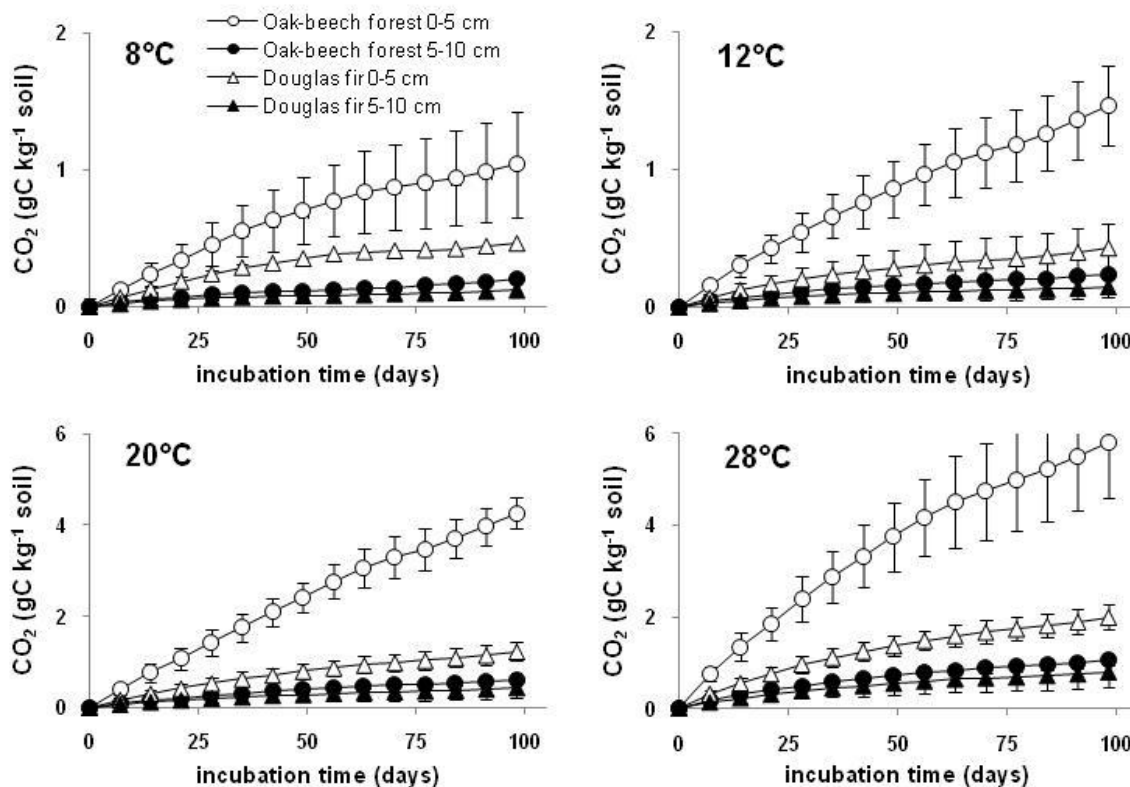 8°C
Oak-beech forest 0-5 cm
Oak-beech forest 5-10 cm
Douglas fir 0-5 cm
Douglas fir 5-10 cm
CO₂ (gC kg⁻¹ soil)
2
1
0
0 25 50 75 100
incubation time (days)
12°C
CO₂ (gC kg⁻¹ soil)
2
1
0
0 25 50 75 100
incubation time (days)
20°C
CO₂ (gC kg⁻¹ soil)
6
4
2
0
0 25 50 75 100
incubation time (days)
28°C
CO₂ (gC kg⁻¹ soil)
6
4
2
0
0 25 50 75 100
incubation time (days)